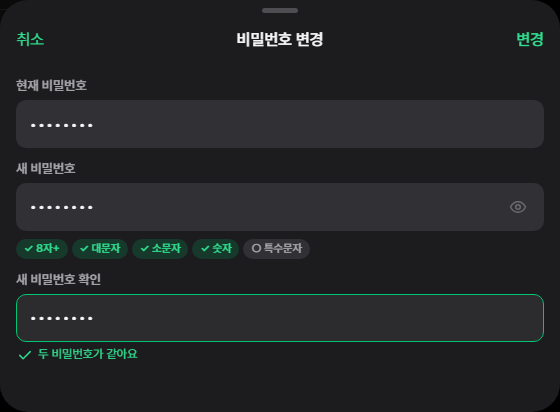 취소 비밀번호 변경 변경
현재 비밀번호
••••••••
새 비밀번호
••••••••
✓ 8자+ ✓ 대문자 ✓ 소문자 ✓ 숫자 ○ 특수문자
새 비밀번호 확인
••••••••
✓ 두 비밀번호가 같아요